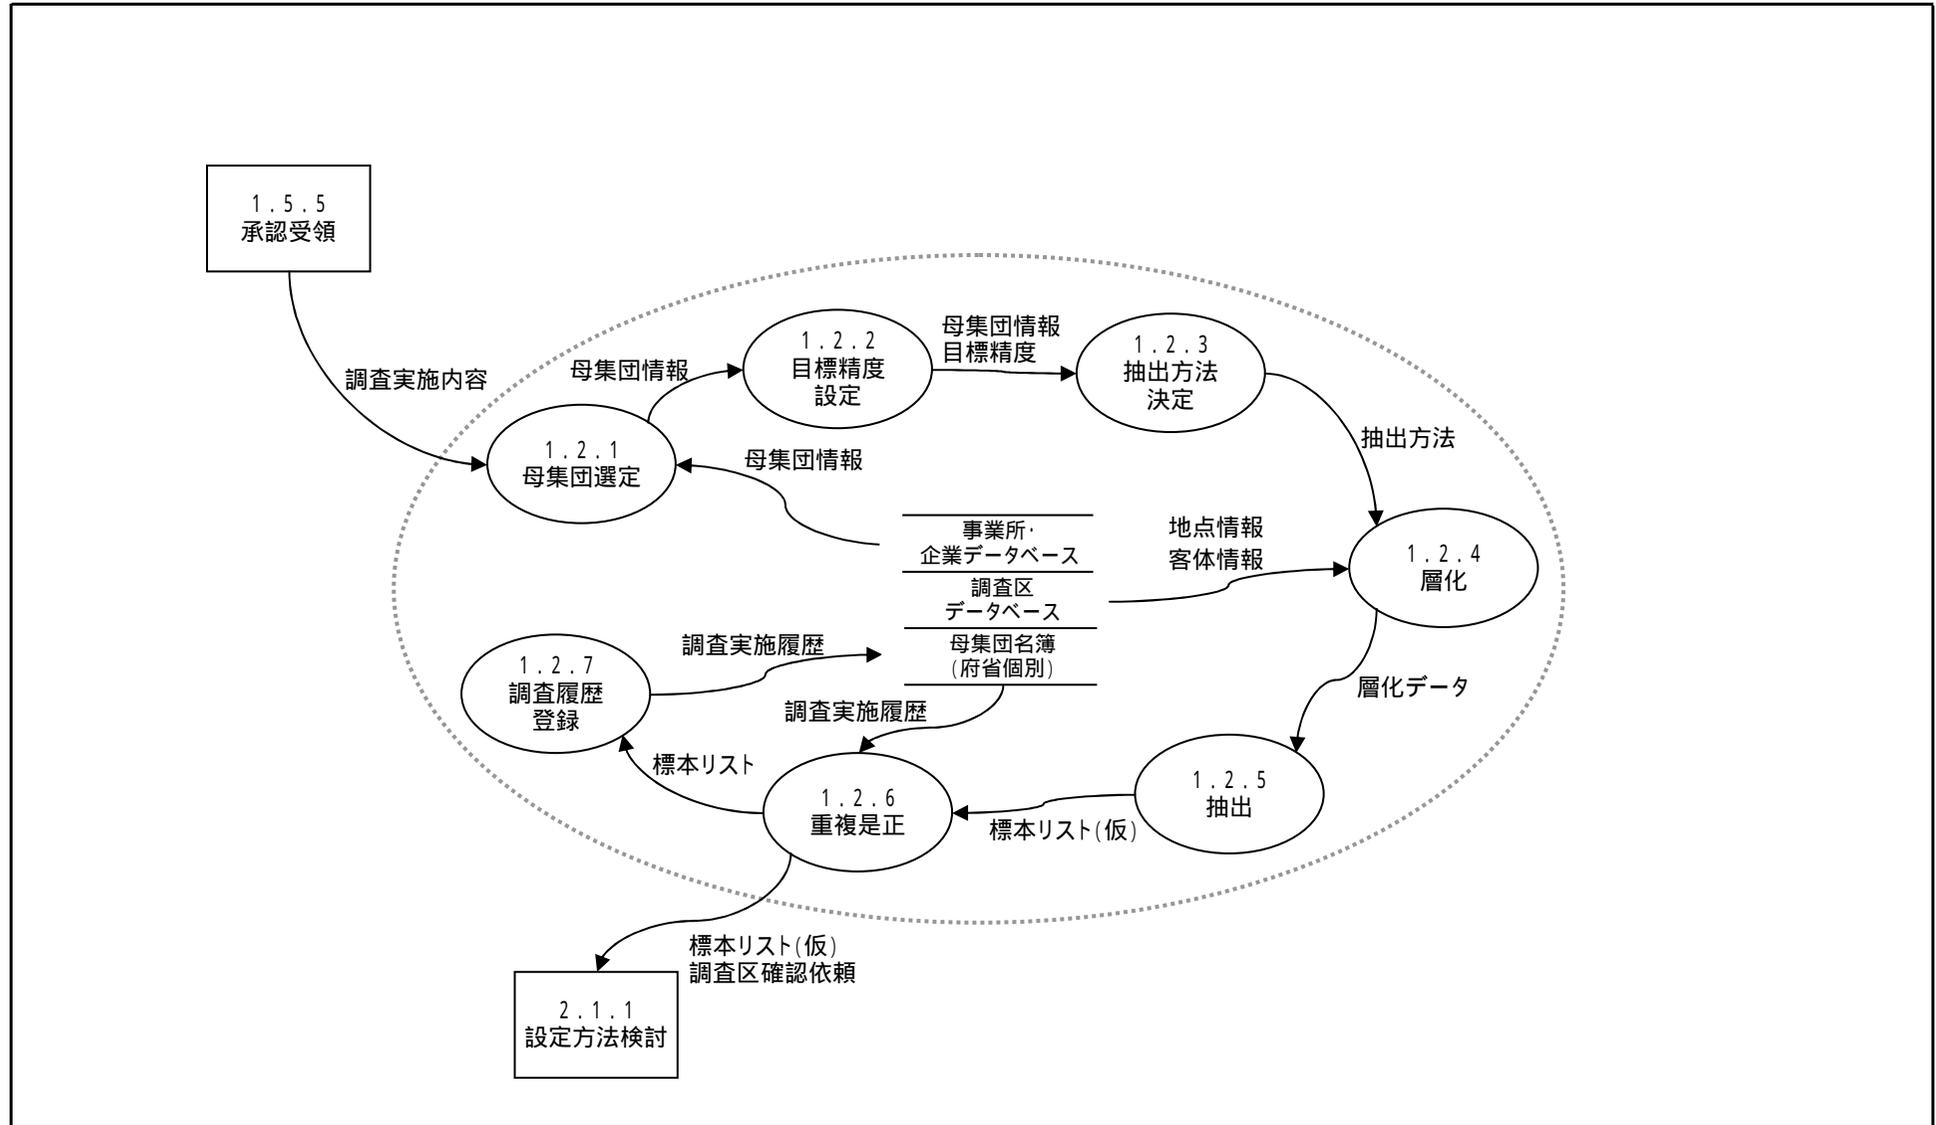 1.5.5
承認受領
調査実施内容
母集団情報
1.2.2
目標精度
設定
母集団情報
目標精度
1.2.3
抽出方法
決定
抽出方法
1.2.1
母集団選定
母集団情報
事業所・
企業データベース
調査区
データベース
母集団名簿
(府省個別)
地点情報
客体情報
1.2.4
層化
層化データ
1.2.7
調査履歴
登録
調査実施履歴
調査実施履歴
標本リスト
1.2.6
重複是正
標本リスト(仮)
1.2.5
抽出
標本リスト(仮)
調査区確認依頼
2.1.1
設定方法検討